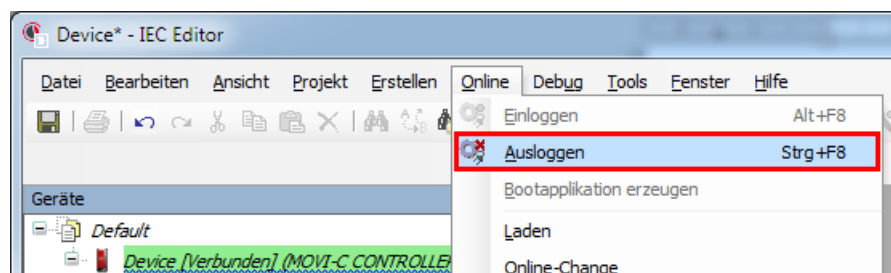 Device* - IEC Editor
Datei Bearbeiten Ansicht Projekt Erstellen Online Debug Tools Fenster Hilfe
Einloggen Alt+F8
Ausloggen Strg+F8
Bootapplikation erzeugen
Laden
Online-Change
Geräte
Default
Device [Verbunden] (MOVI-C CONTROLLER